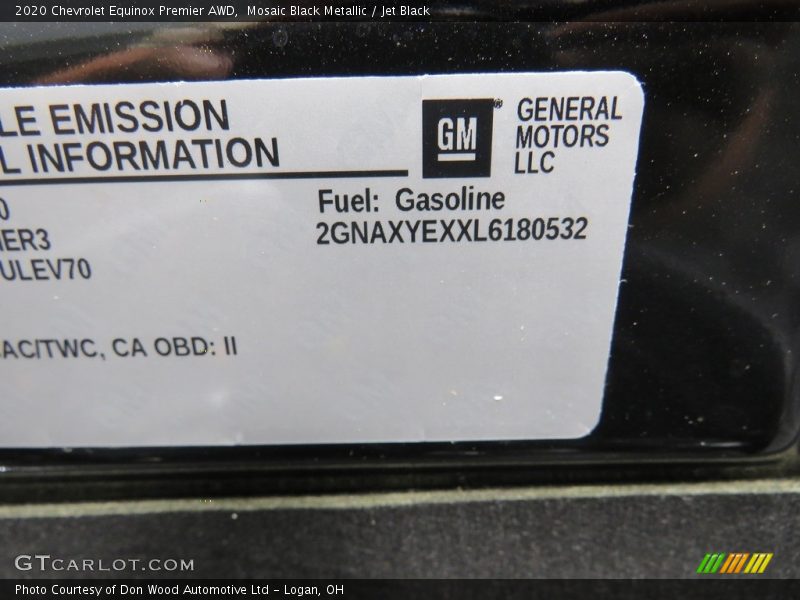 2020 Chevrolet Equinox Premier AWD,  Mosaic Black Metallic / Jet Black
LE EMISSION
L INFORMATION
GM®
GENERAL
MOTORS
LLC
0
IER3
ULEV70
Fuel: Gasoline
2GNAXYEXXL6180532
AC/TWC, CA OBD: II
GTCARLOT.COM
Photo Courtesy of Don Wood Automotive Ltd – Logan, OH